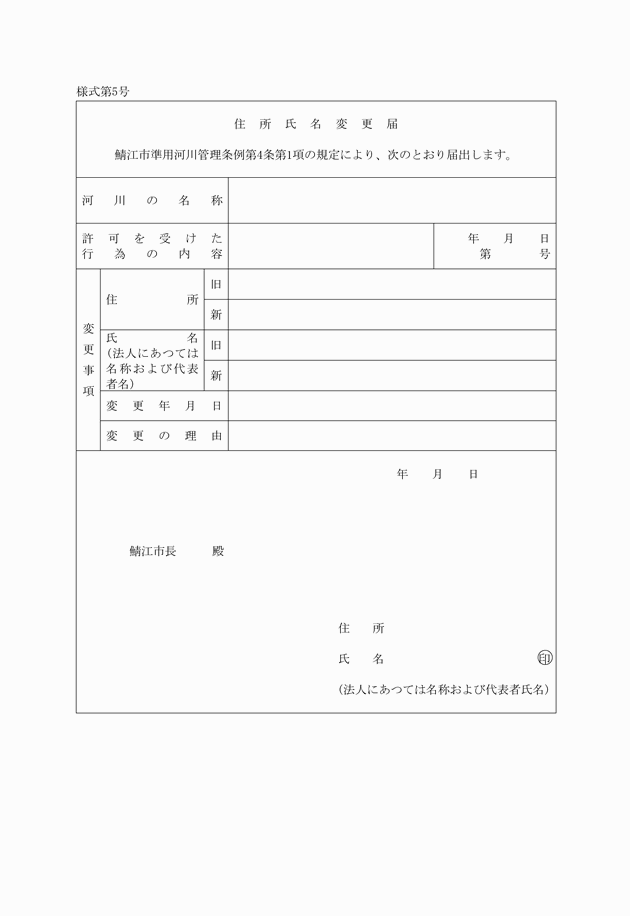 様式第5号
住所氏名変更届
鯖江市準用河川管理条例第4条第1項の規定により、次のとおり届出します。
河川の名称
許可を受けた
行為の内容
年 月 日
第 号
変更事項
住所
旧
新
氏名
(法人にあつては
名称および代表
者名)
旧
新
変更年月日
変更の理由
年 月 日
鯖江市長 殿
住 所
氏 名 印
(法人にあつては名称および代表者氏名)